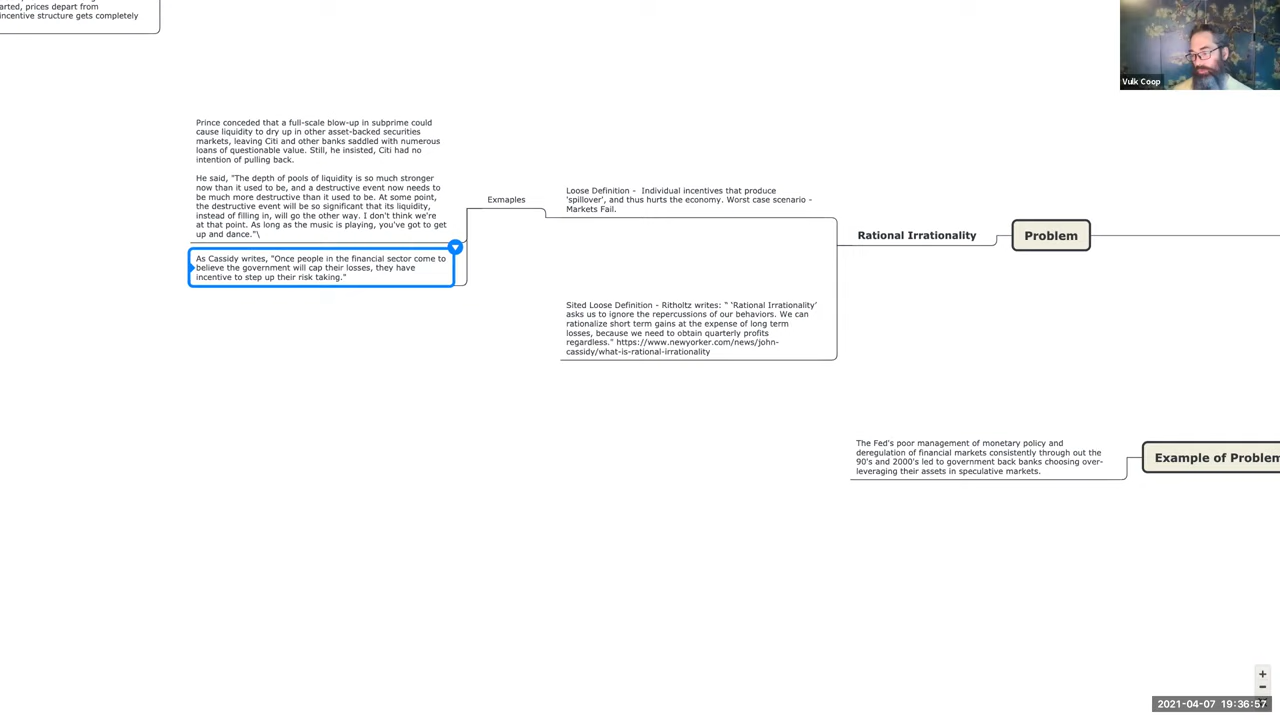 arted, prices depart from
incentive structure gets completely
Vulk Coop
Prince conceded that a full-scale blow-up in subprime could
cause liquidity to dry up in other asset-backed securities
markets, leaving Citi and other banks saddled with numerous
loans of questionable value. Still, he insisted, Citi had no
intention of pulling back.
He said, "The depth of pools of liquidity is so much stronger
now than it used to be, and a destructive event now needs to
be much more destructive than it used to be. At some point,
the destructive event will be so significant that its liquidity,
instead of filling in, will go the other way. I don't think we're
at that point. As long as the music is playing, you've got to get
up and dance."\
As Cassidy writes, "Once people in the financial sector come to
believe the government will cap their losses, they have
incentive to step up their risk taking."
Exmaples
Loose Definition -  Individual incentives that produce
'spillover', and thus hurts the economy. Worst case scenario -
Markets Fail.
Sited Loose Definition - Ritholtz writes: “ ‘Rational Irrationality’
asks us to ignore the repercussions of our behaviors. We can
rationalize short term gains at the expense of long term
losses, because we need to obtain quarterly profits
regardless." https://www.newyorker.com/news/john-
cassidy/what-is-rational-irrationality
Rational Irrationality
Problem
The Fed's poor management of monetary policy and
deregulation of financial markets consistently through out the
90's and 2000's led to government back banks choosing over-
leveraging their assets in speculative markets.
Example of Problem
2021-04-07 19:36:57